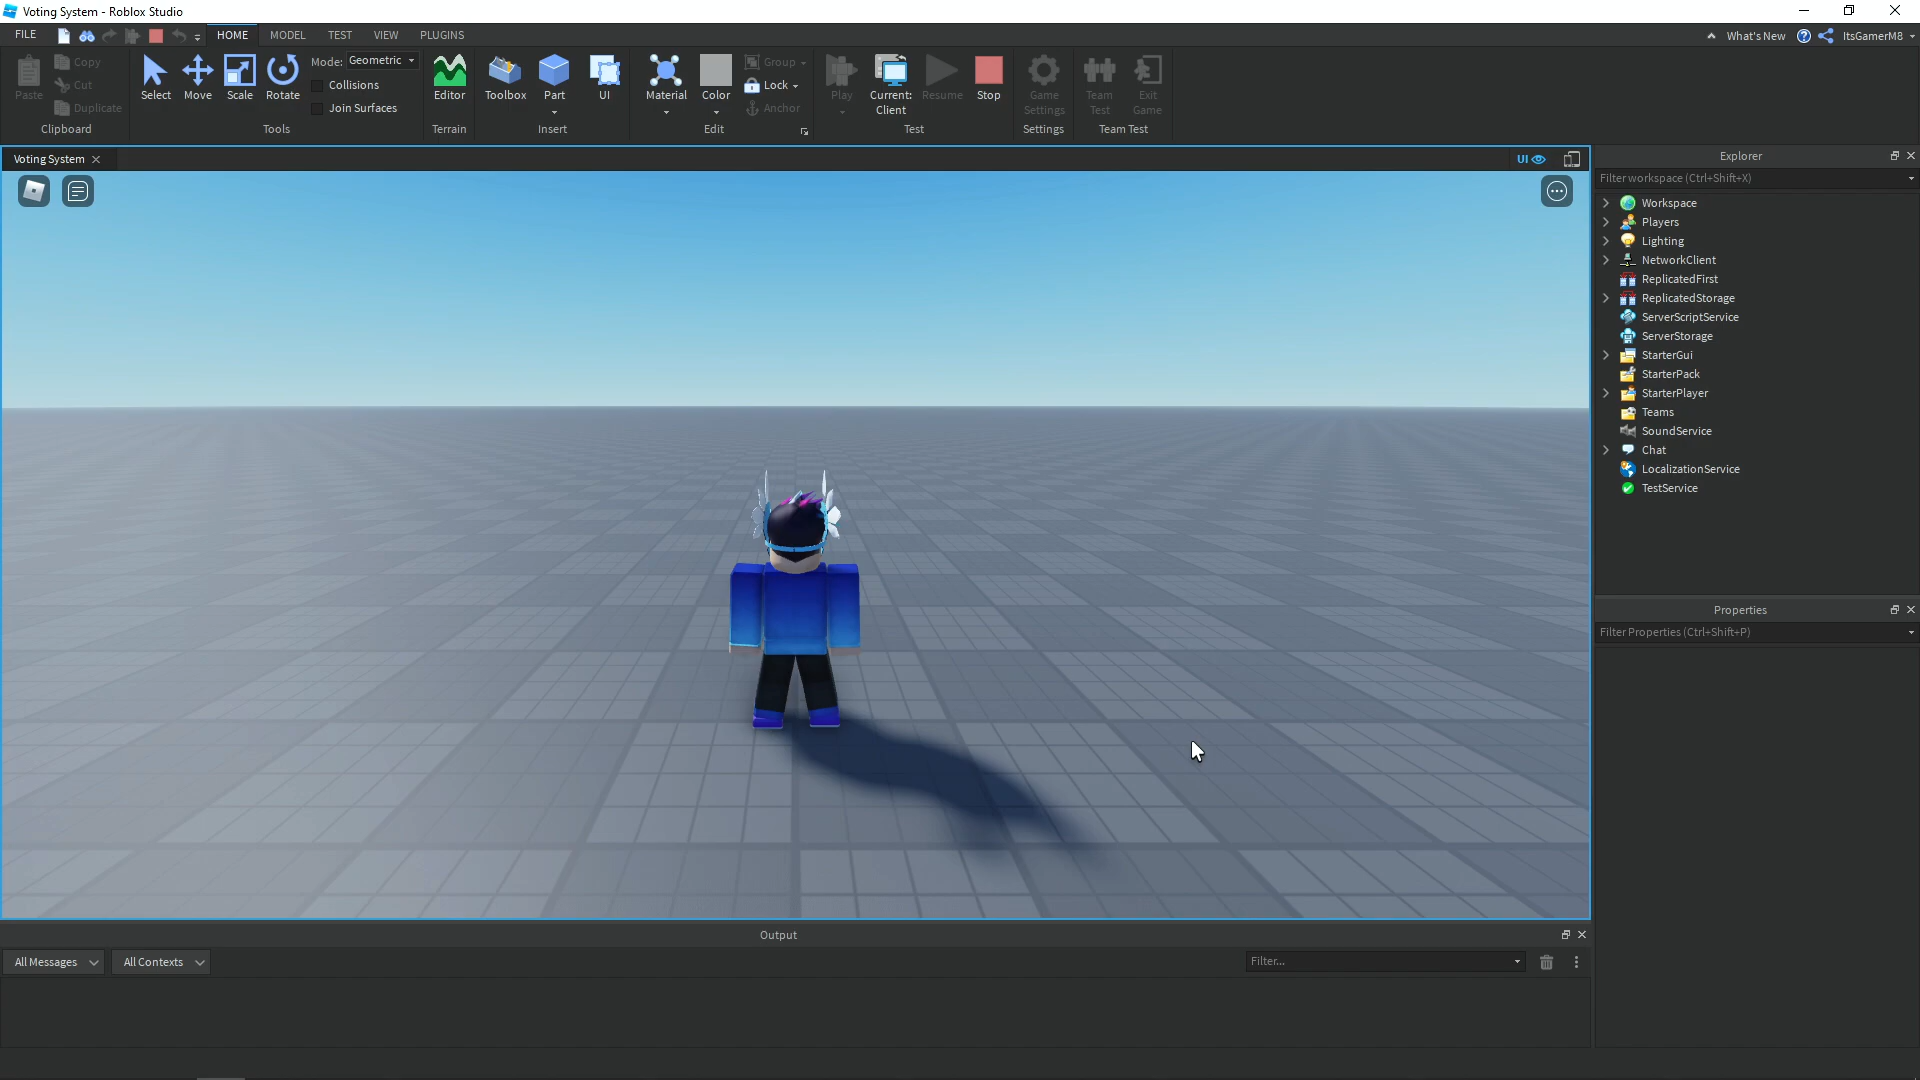 Voting System - Roblox Studio
FILE
HOME
MODEL
TEST
VIEW
PLUGINS
What's New
ItsGamerM8
Paste
Copy
Cut
Duplicate
Clipboard
Select
Move
Scale
Rotate
Mode: Geometric
Collisions
Join Surfaces
Tools
Editor
Terrain
Toolbox
Part
UI
Insert
Material
Color
Group
Lock
Anchor
Edit
Play
Current:
Client
Resume
Stop
Test
Game
Settings
Settings
Team
Test
Exit
Game
Team Test
Voting System
UI
Explorer
Filter workspace (Ctrl+Shift+X)
Workspace
Players
Lighting
NetworkClient
ReplicatedFirst
ReplicatedStorage
ServerScriptService
ServerStorage
StarterGui
StarterPack
StarterPlayer
Teams
SoundService
Chat
LocalizationService
TestService
Properties
Filter Properties (Ctrl+Shift+P)
Output
All Messages
All Contexts
Filter...